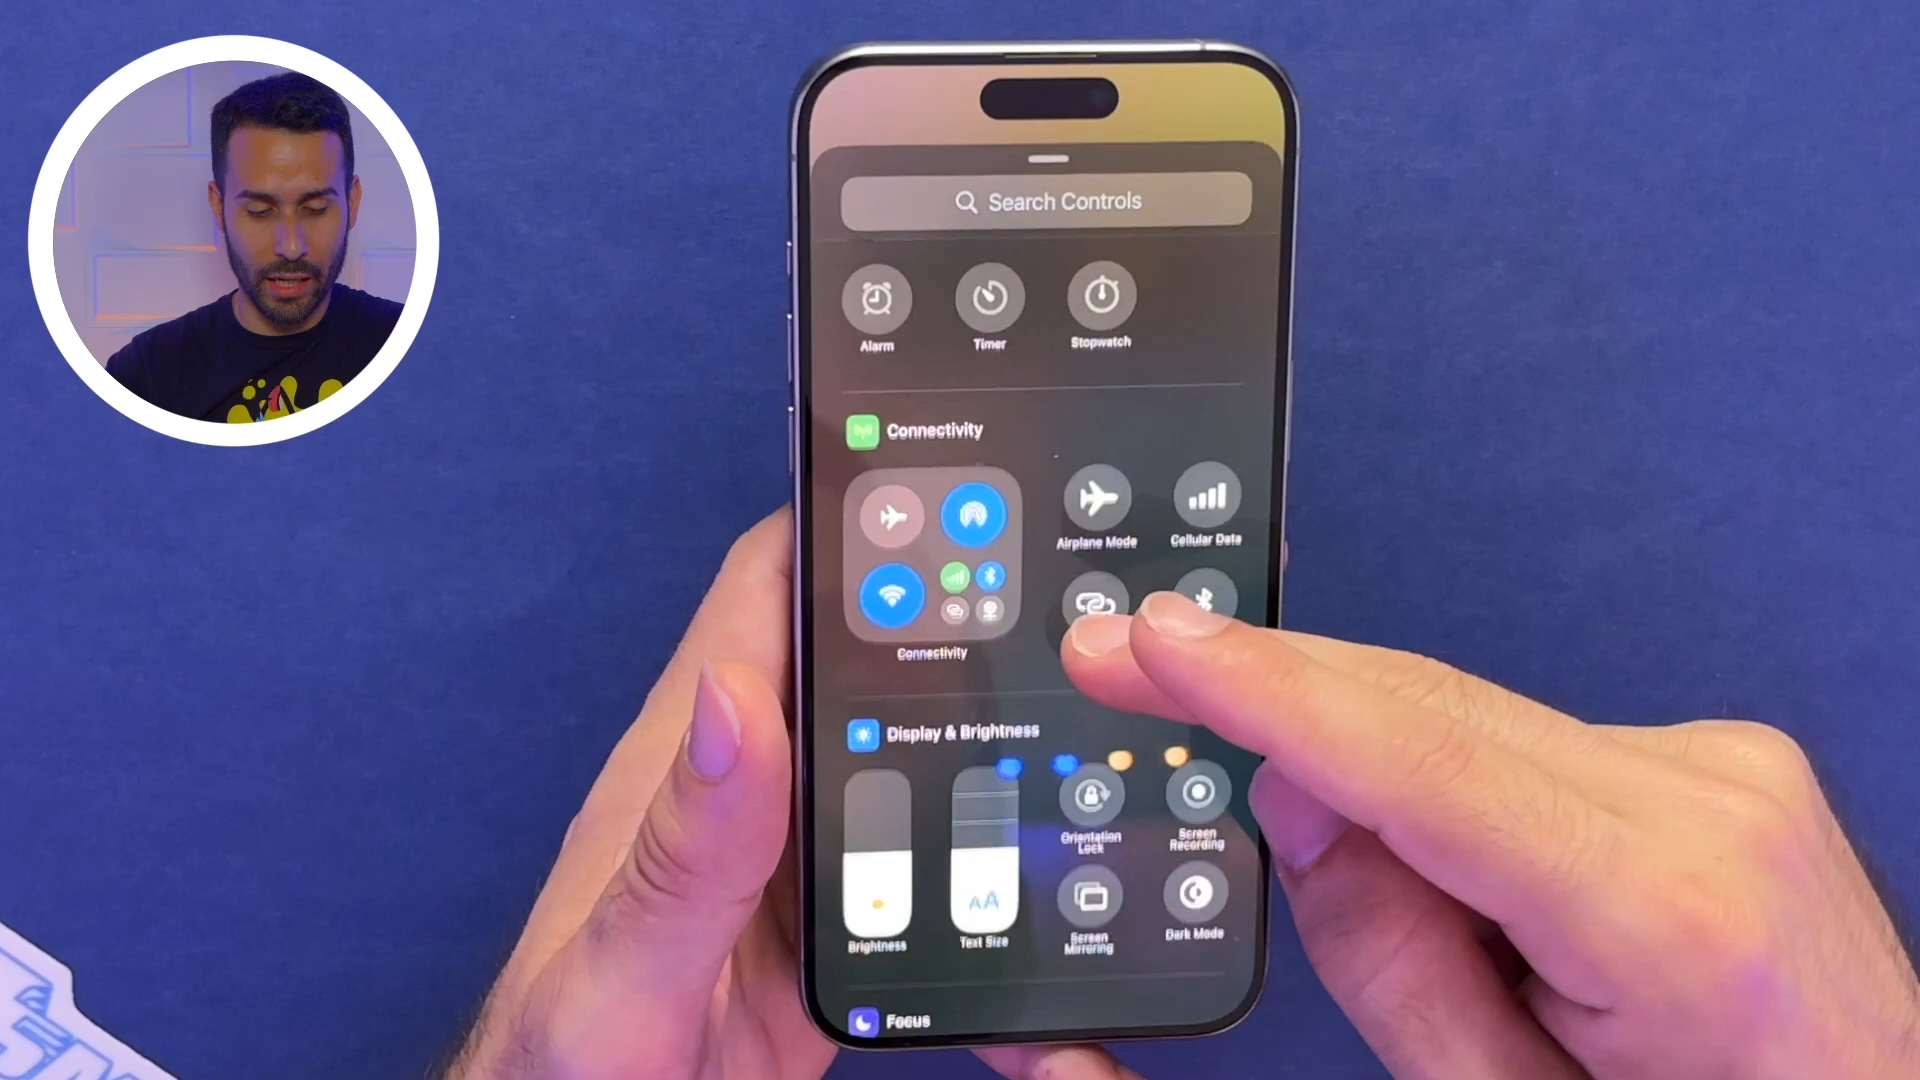 Search Controls
Alarm
Timer
Stopwatch
Connectivity
Airplane Mode
Cellular Data
Connectivity
Display & Brightness
Orientation
Lock
Screen
Recording
AA
Brightness
Text Size
Screen
Mirroring
Dark Mode
Focus